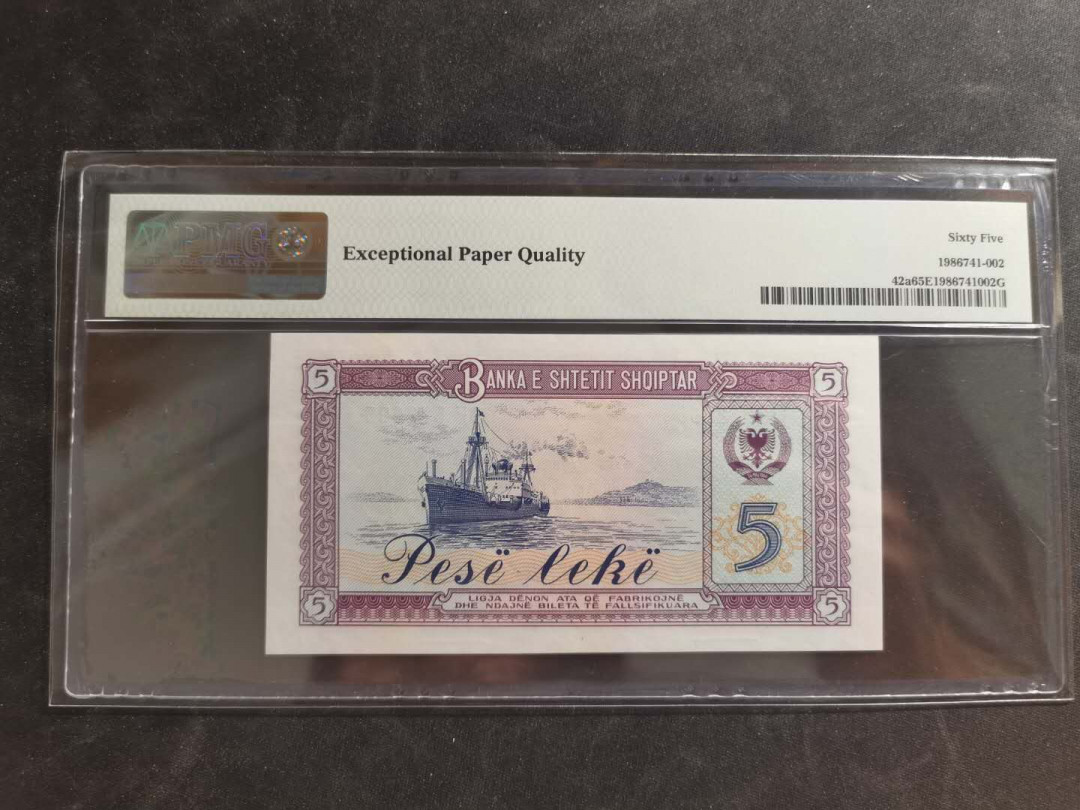 PMG
Exceptional Paper Quality
Sixty Five
1986741-002
42a65E1986741002G
5
BANKA E SHTETIT SHQIPTAR
5
5
Pesë lekë
5
LIGJA DËNON ATA QË FABRIKOJNË
DHE NDAJNË BILETA TË FALLSIFIKUARA
5